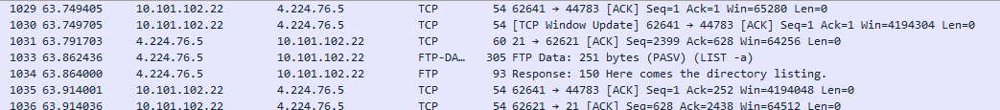 1029 63.749405 10.101.102.22 4.224.76.5 TCP 54 62641 → 44783 [ACK] Seq=1 Ack=1 Win=65280 Len=0
1030 63.749705 10.101.102.22 4.224.76.5 TCP 54 [TCP Window Update] 62641 → 44783 [ACK] Seq=1 Ack=1 Win=4194304 Len=0
1031 63.791703 4.224.76.5 10.101.102.22 TCP 60 21 → 62621 [ACK] Seq=2399 Ack=628 Win=64256 Len=0
1033 63.862436 4.224.76.5 10.101.102.22 FTP-DA… 305 FTP Data: 251 bytes (PASV) (LIST -a)
1034 63.864000 4.224.76.5 10.101.102.22 FTP 93 Response: 150 Here comes the directory listing.
1035 63.914001 10.101.102.22 4.224.76.5 TCP 54 62641 → 44783 [ACK] Seq=1 Ack=252 Win=4194048 Len=0
1036 63.914036 10.101.102.22 4.224.76.5 TCP 54 62621 → 21 [ACK] Seq=628 Ack=2438 Win=64512 Len=0